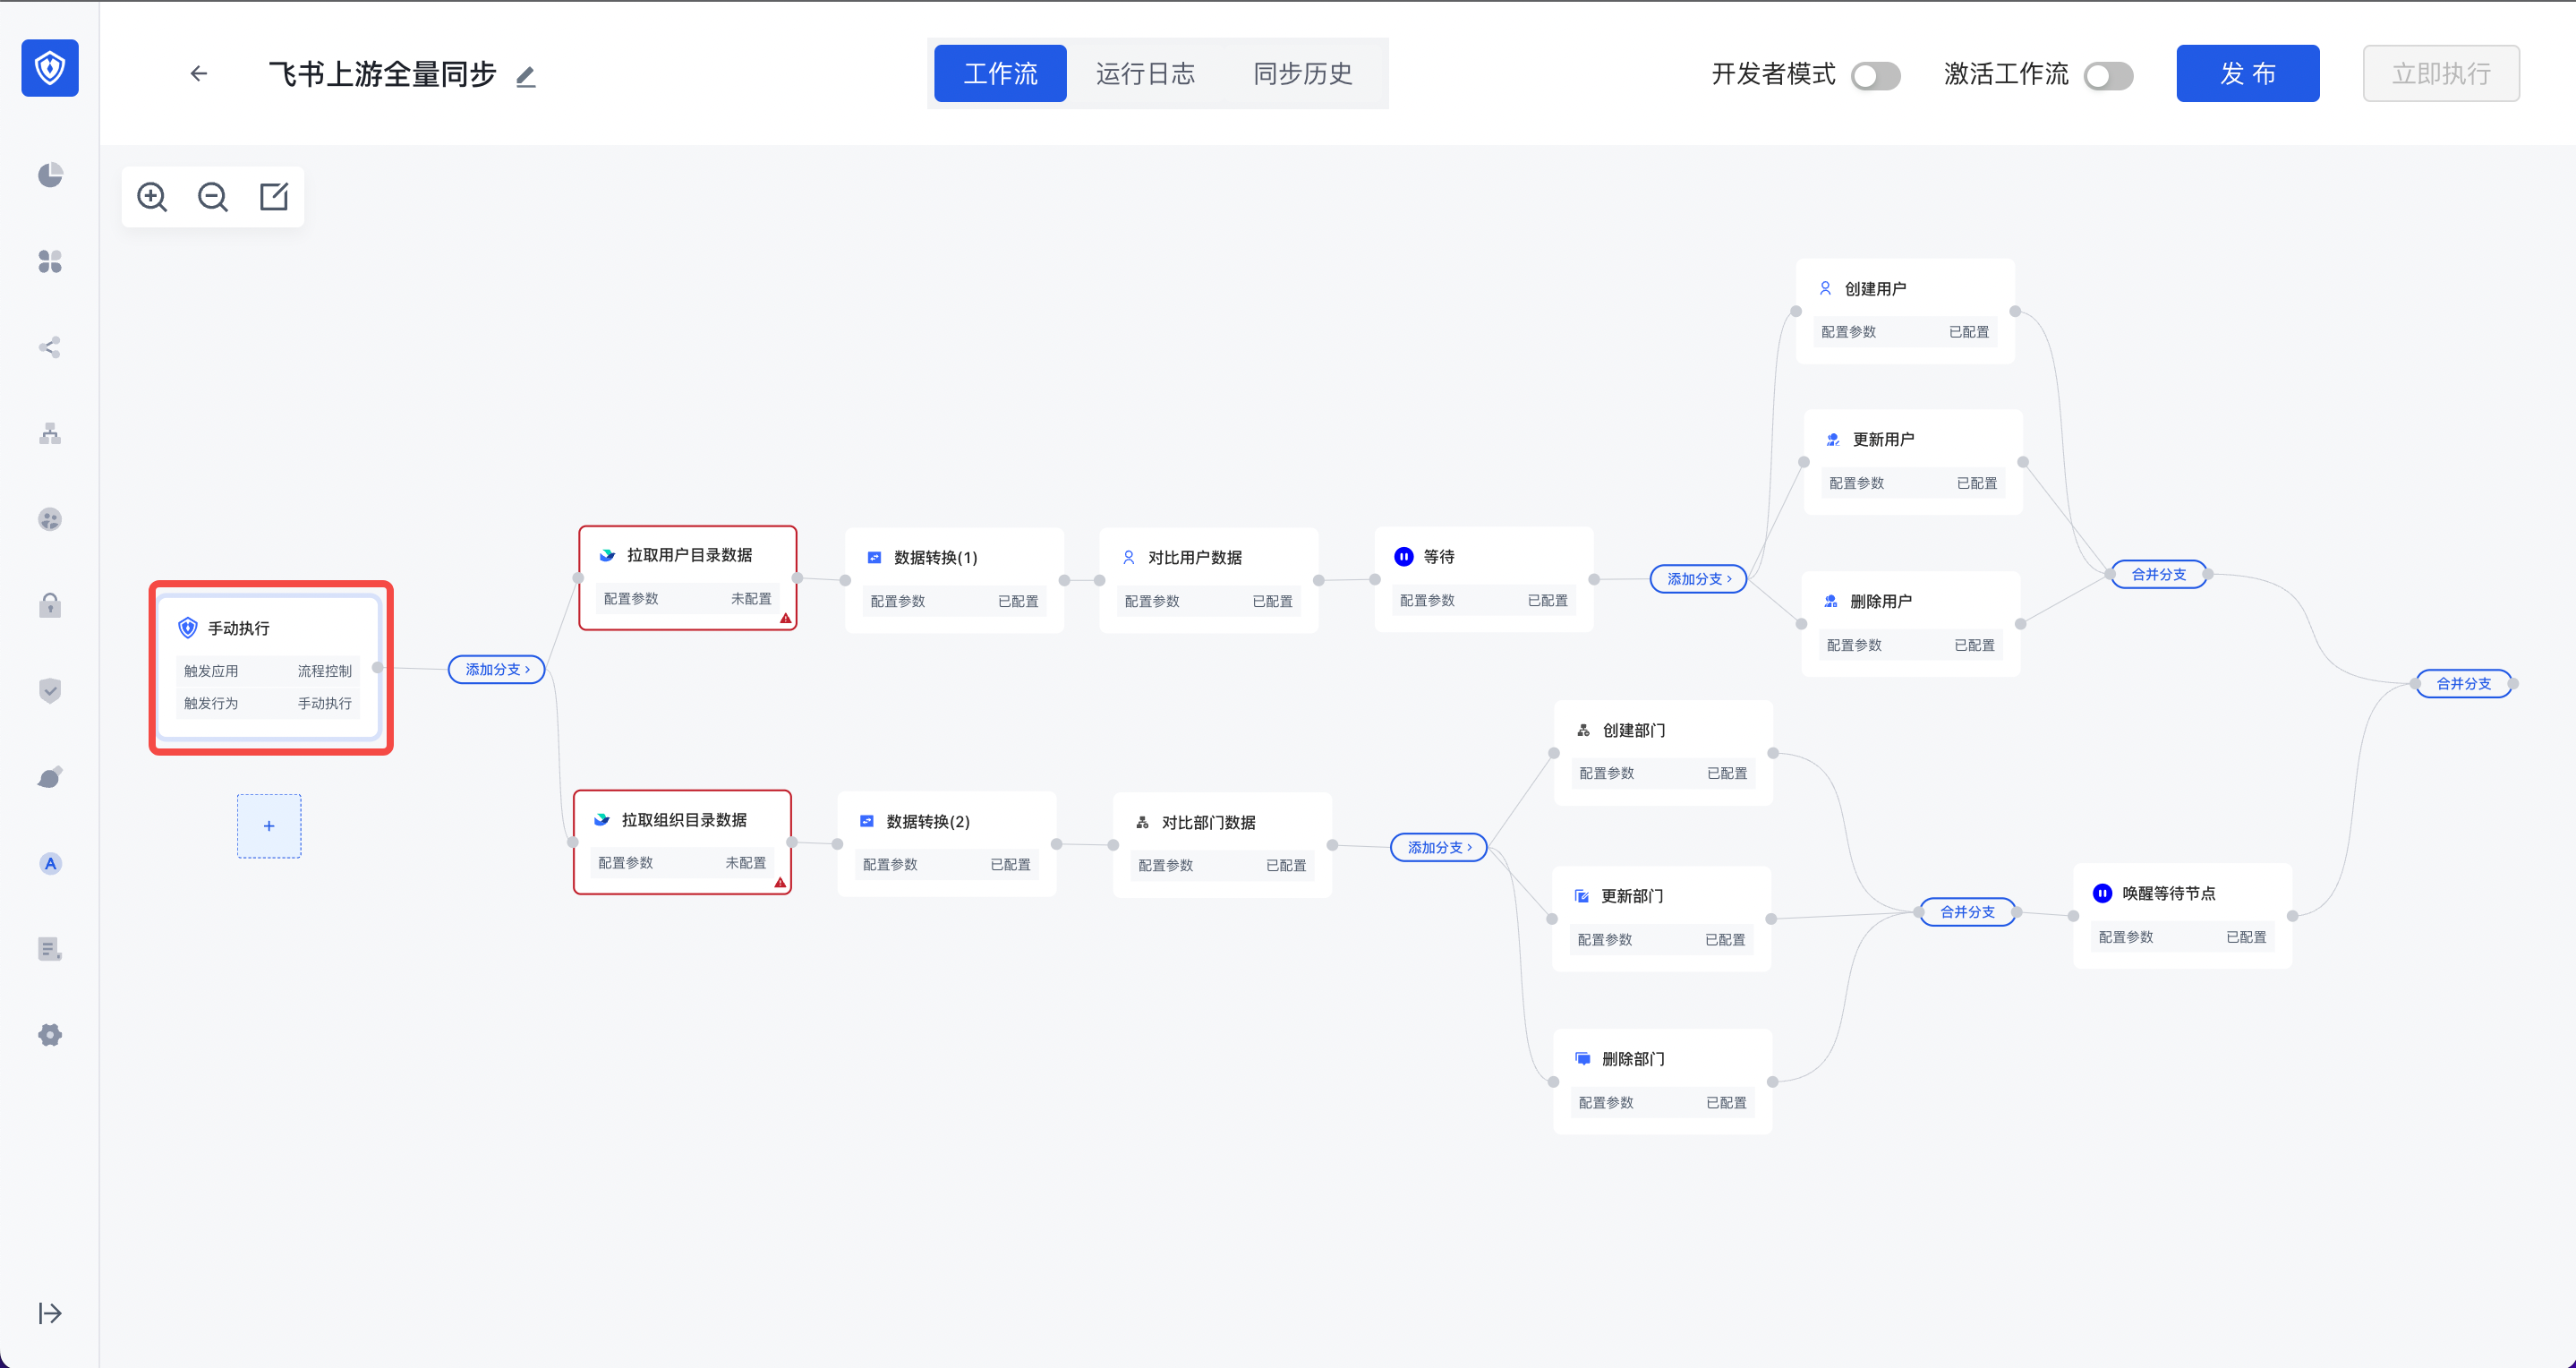 飞书上游全量同步
工作流 运行日志 同步历史
开发者模式 激活工作流 发布 立即执行
创建用户
配置参数 已配置
更新用户
配置参数 已配置
拉取用户目录数据
配置参数 未配置
数据转换(1)
配置参数 已配置
对比用户数据
配置参数 已配置
等待
配置参数 已配置
添加分支 >
合并分支
删除用户
配置参数 已配置
手动执行
触发应用 流程控制
触发行为 手动执行
添加分支 >
合并分支
+
创建部门
配置参数 已配置
拉取组织目录数据
配置参数 未配置
数据转换(2)
配置参数 已配置
对比部门数据
配置参数 已配置
添加分支 >
更新部门
配置参数 已配置
合并分支
唤醒等待节点
配置参数 已配置
删除部门
配置参数 已配置
A